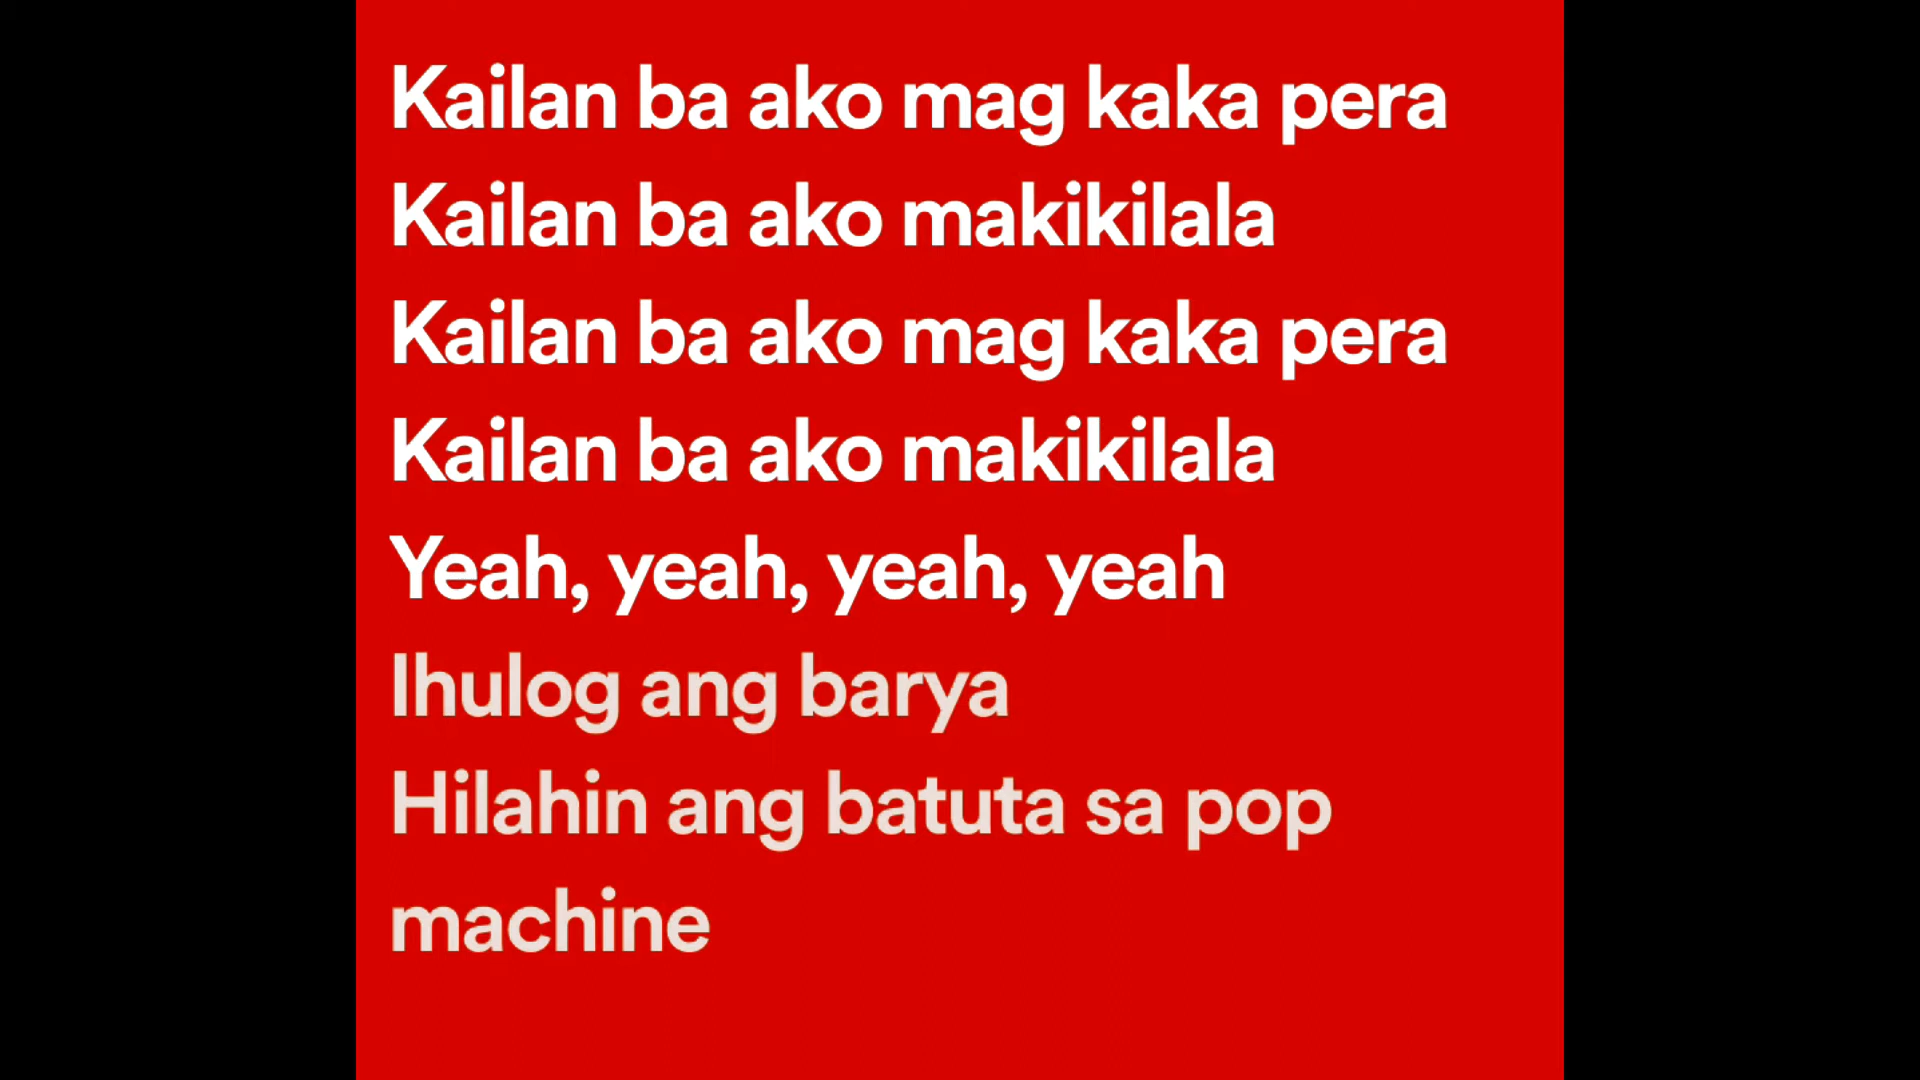 Kailan ba ako mag kaka pera
Kailan ba ako makikilala
Kailan ba ako mag kaka pera
Kailan ba ako makikilala
Yeah, yeah, yeah, yeah
Ihulog ang barya
Hilahin ang batuta sa pop
machine